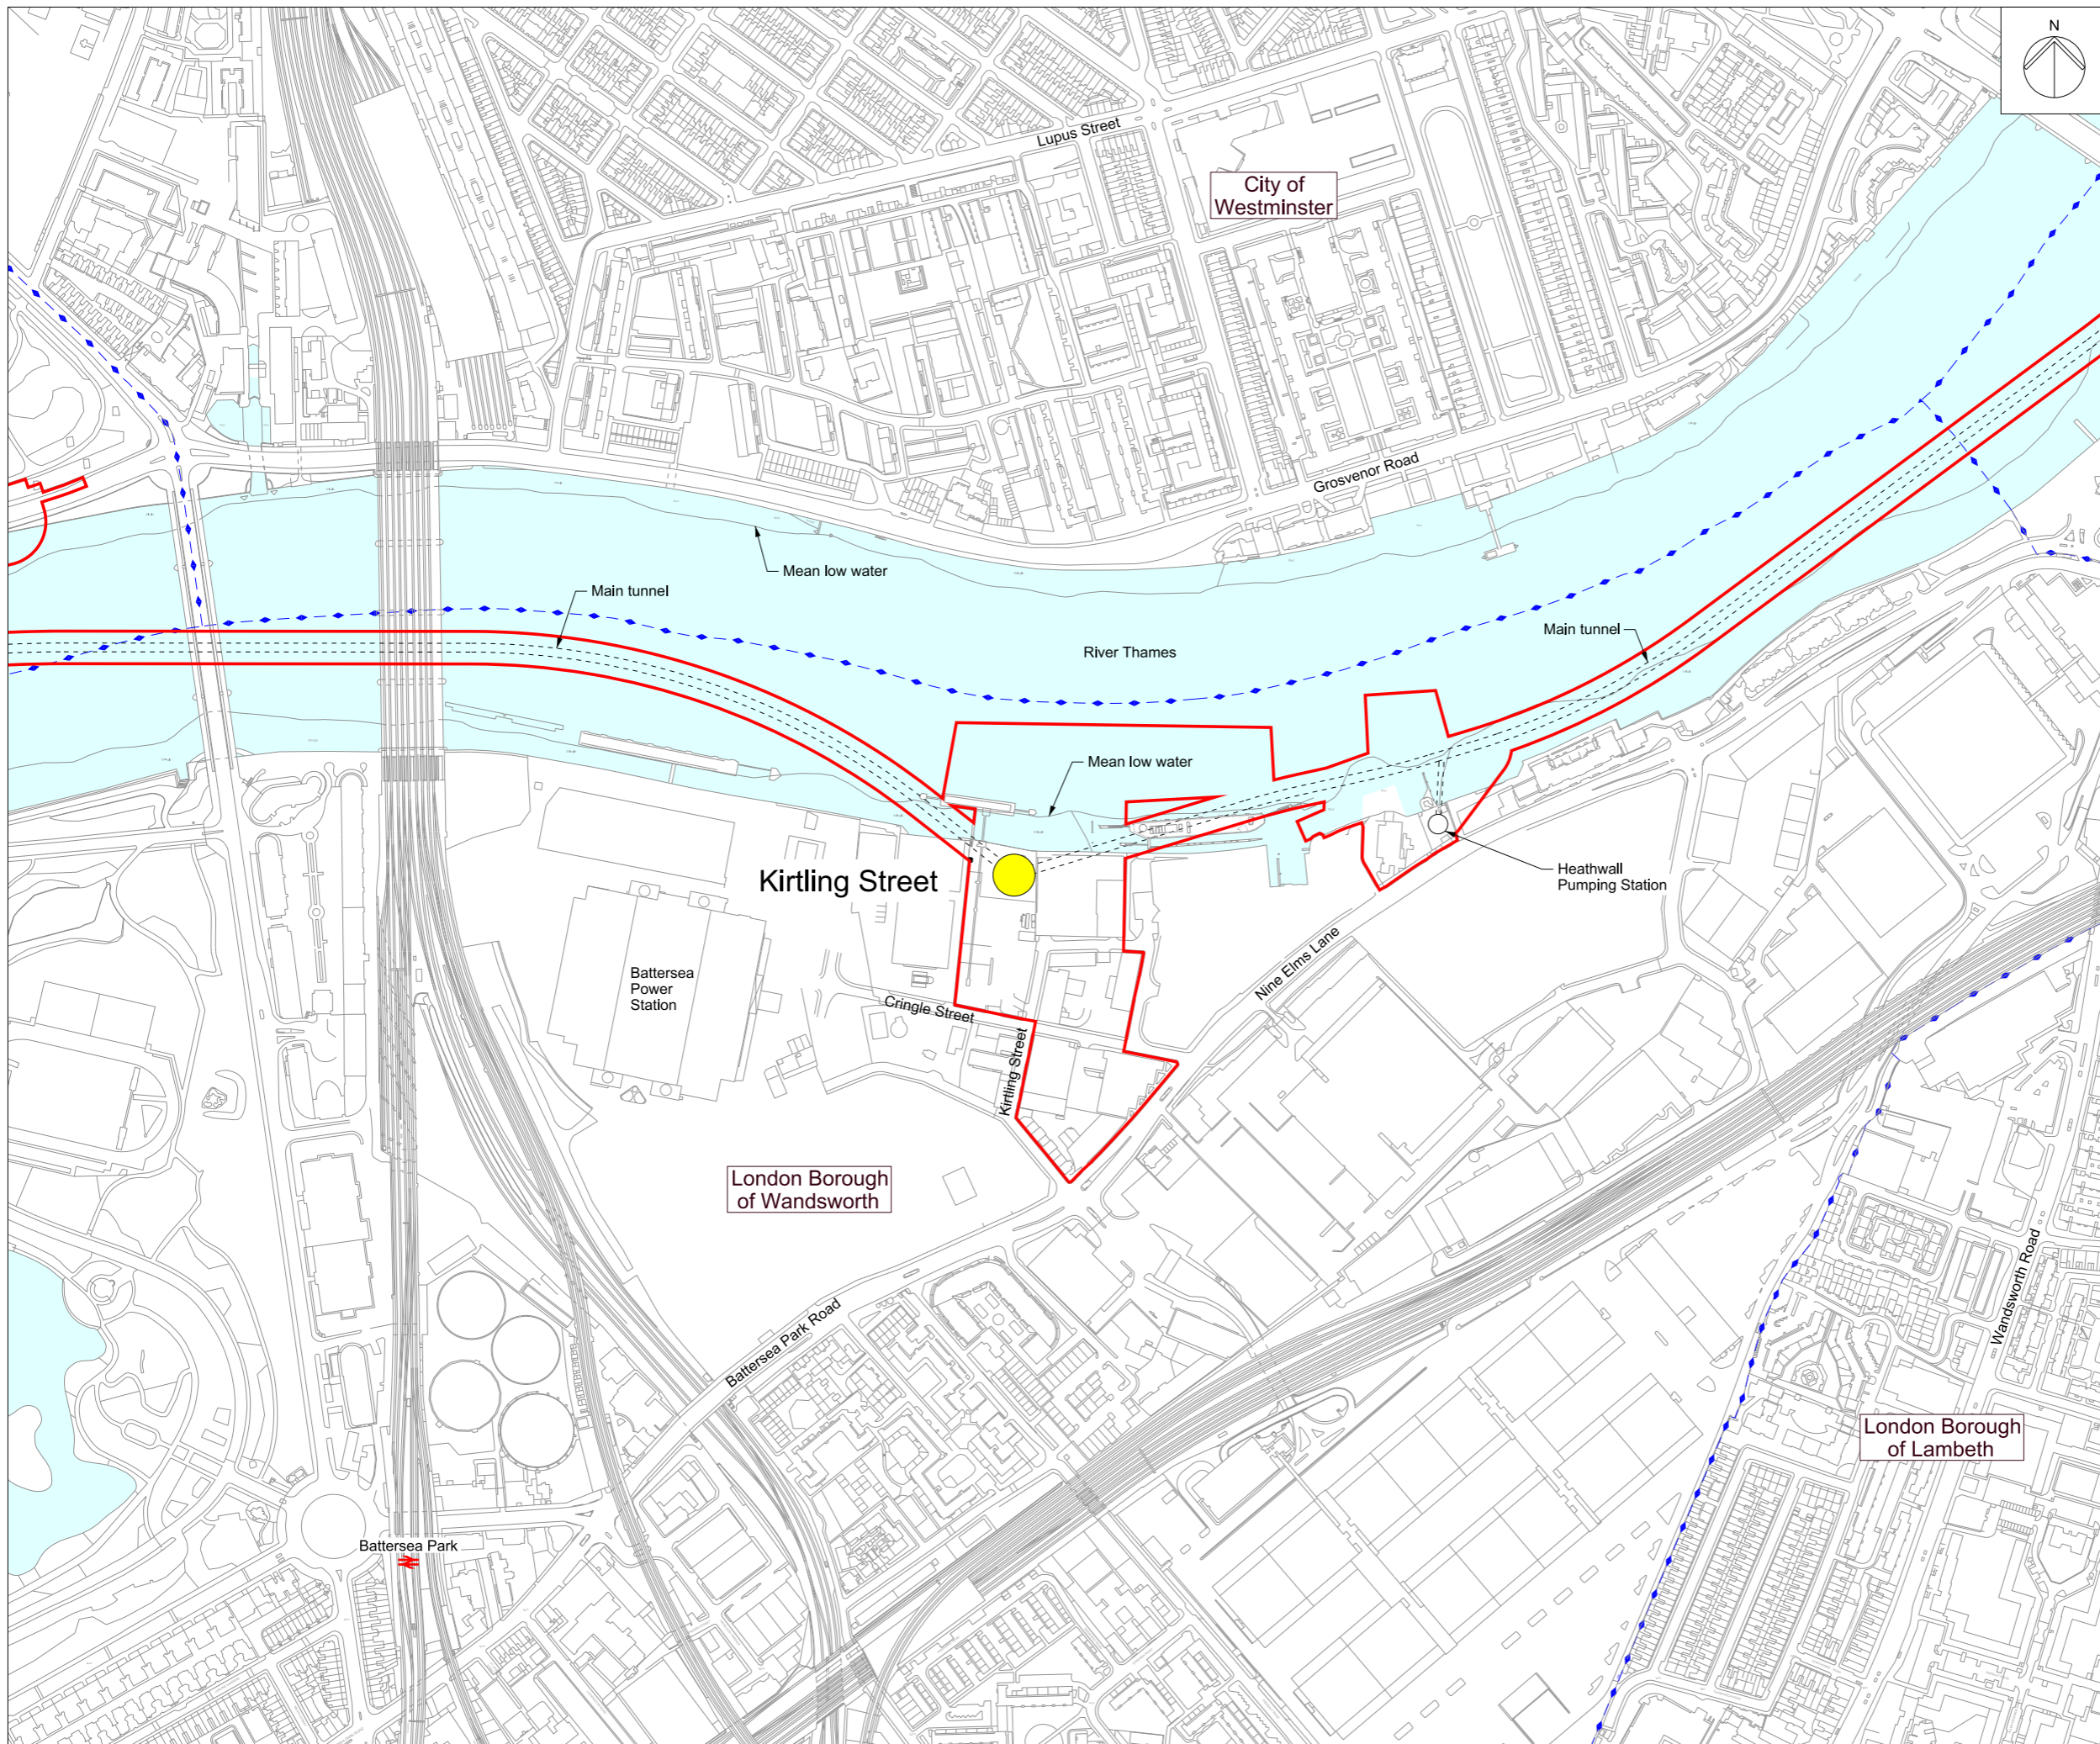 N
Lupus Street
City of
Westminster
Grosvenor Road
Mean low water
Main tunnel
Main tunnel
River Thames
Mean low water
Kirtling Street
Heathwall
Pumping Station
Nine Elms Lane
Battersea
Power
Station
Cringle Street
Kirtling Street
London Borough
of Wandsworth
Wandsworth Road
Battersea Park Road
London Borough
of Lambeth
Battersea Park